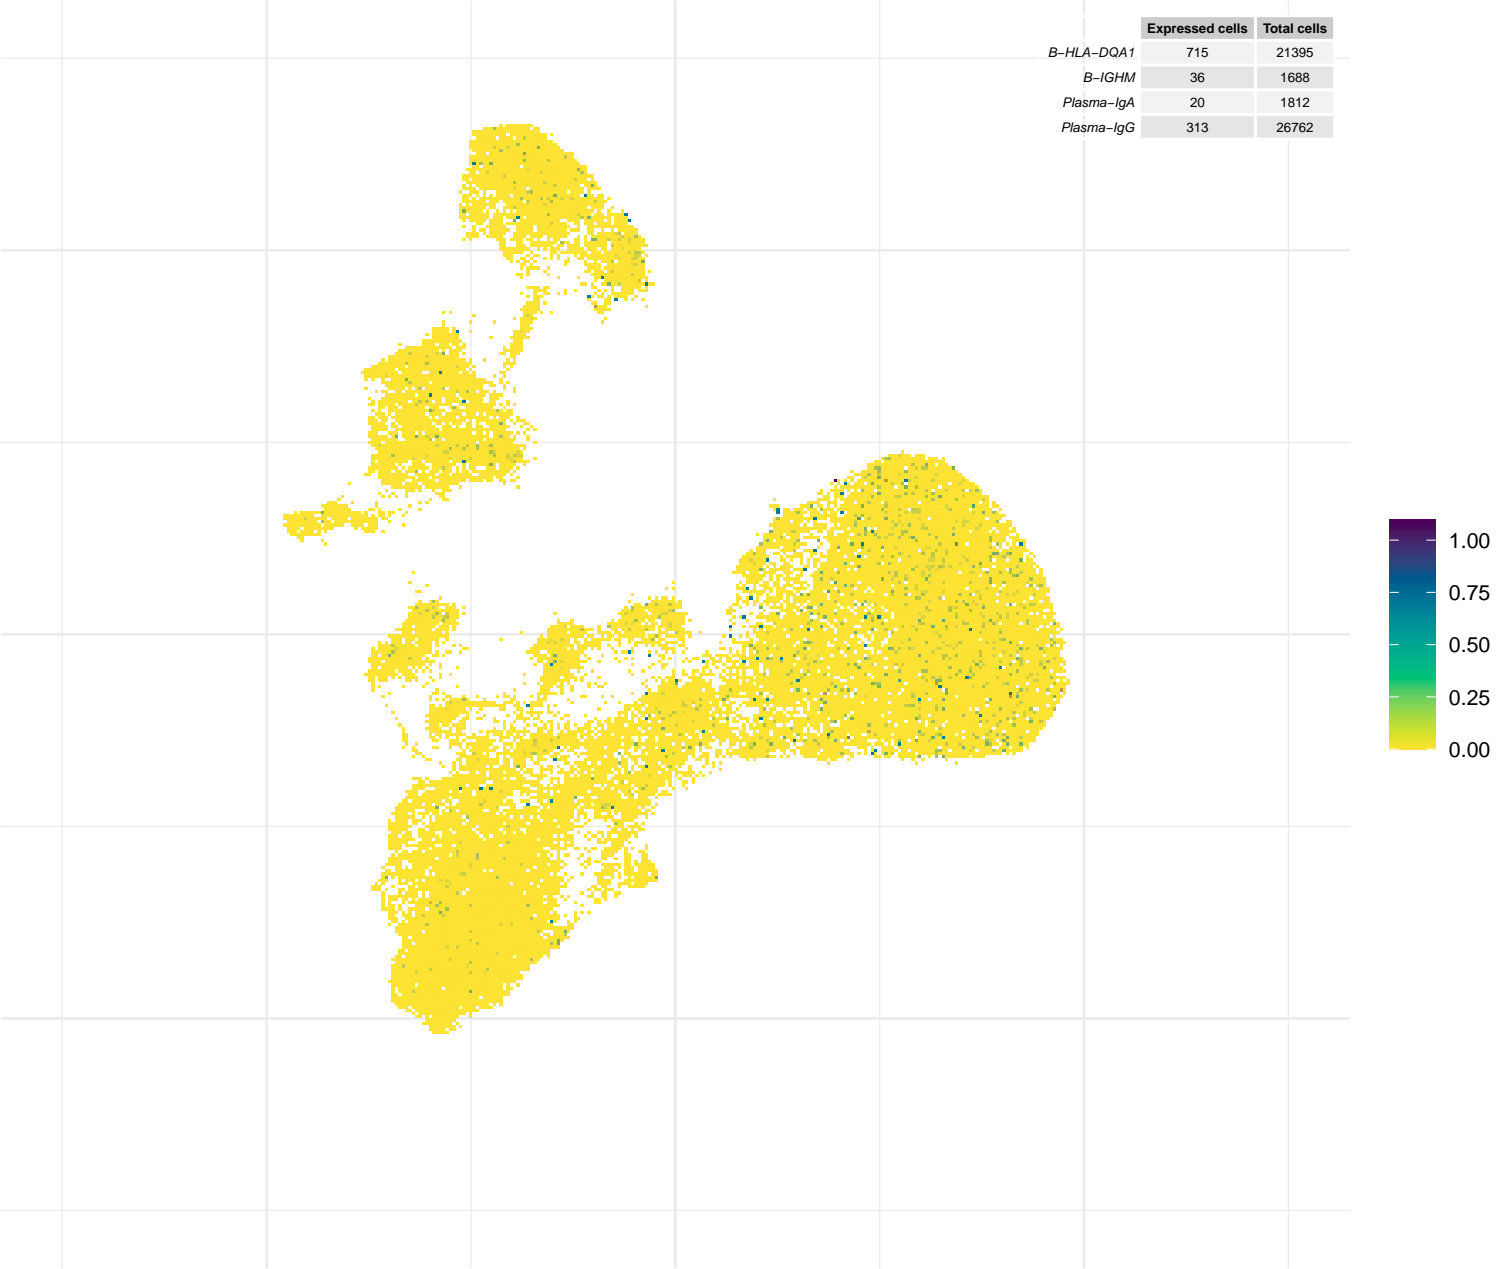 Expressed cells Total cells
B−HLA−DQA1 715 21395
B−IGHM 36 1688
Plasma−IgA 20 1812
Plasma−IgG 313 26762
1.00
0.75
0.50
0.25
0.00